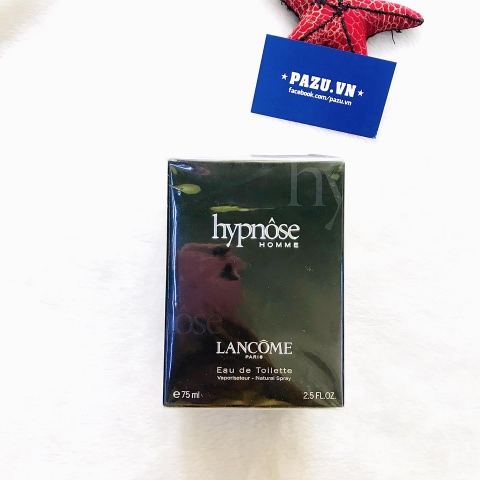 ★ PAZU.VN ★
facebook.com/pazu.vn
hy
hypnôse
HOMME
ôse
LANCÔME
PARIS
Eau de Toilette
Vaporisateur - Natural Spray
e 75 ml 2.5 FL.OZ.